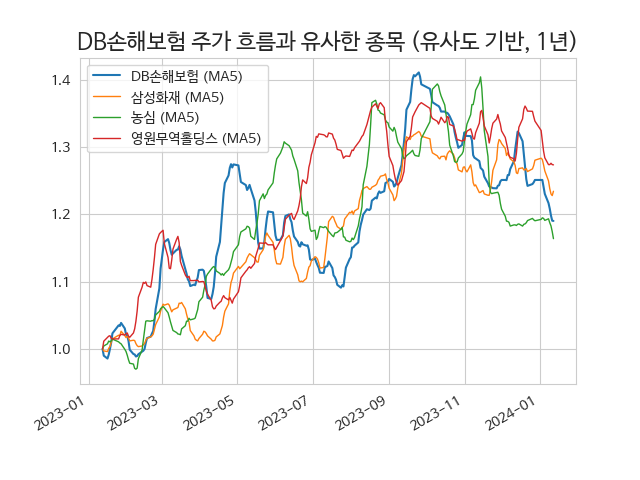 DB손해보험 주가 흐름과 유사한 종목 (유사도 기반, 1년)
DB손해보험 (MA5)
삼성화재 (MA5)
농심 (MA5)
영원무역홀딩스 (MA5)
1.4
1.3
1.2
1.1
1.0
2023-01
2023-03
2023-05
2023-07
2023-09
2023-11
2024-01